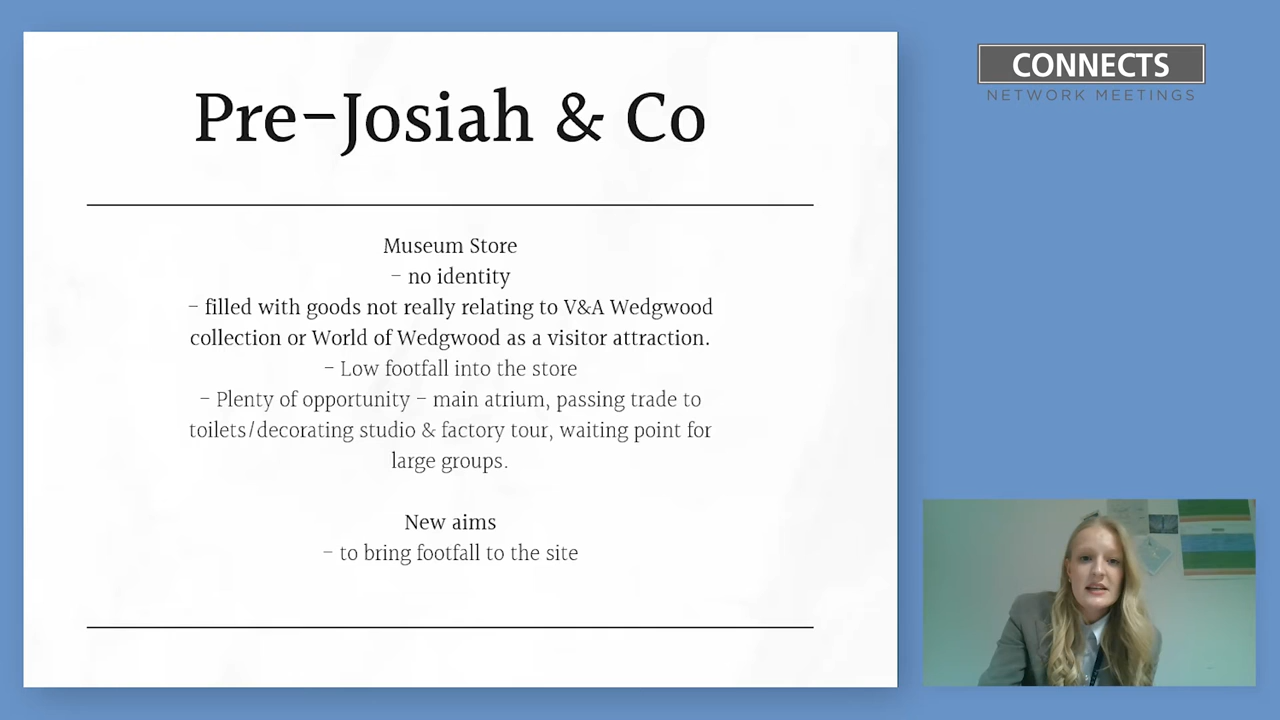 Pre-Josiah & Co
Museum Store
- no identity
- filled with goods not really relating to V&A Wedgwood
collection or World of Wedgwood as a visitor attraction.
- Low footfall into the store
- Plenty of opportunity - main atrium, passing trade to
toilets/decorating studio & factory tour, waiting point for
large groups.
New aims
- to bring footfall to the site
CONNECTS
NETWORK MEETINGS